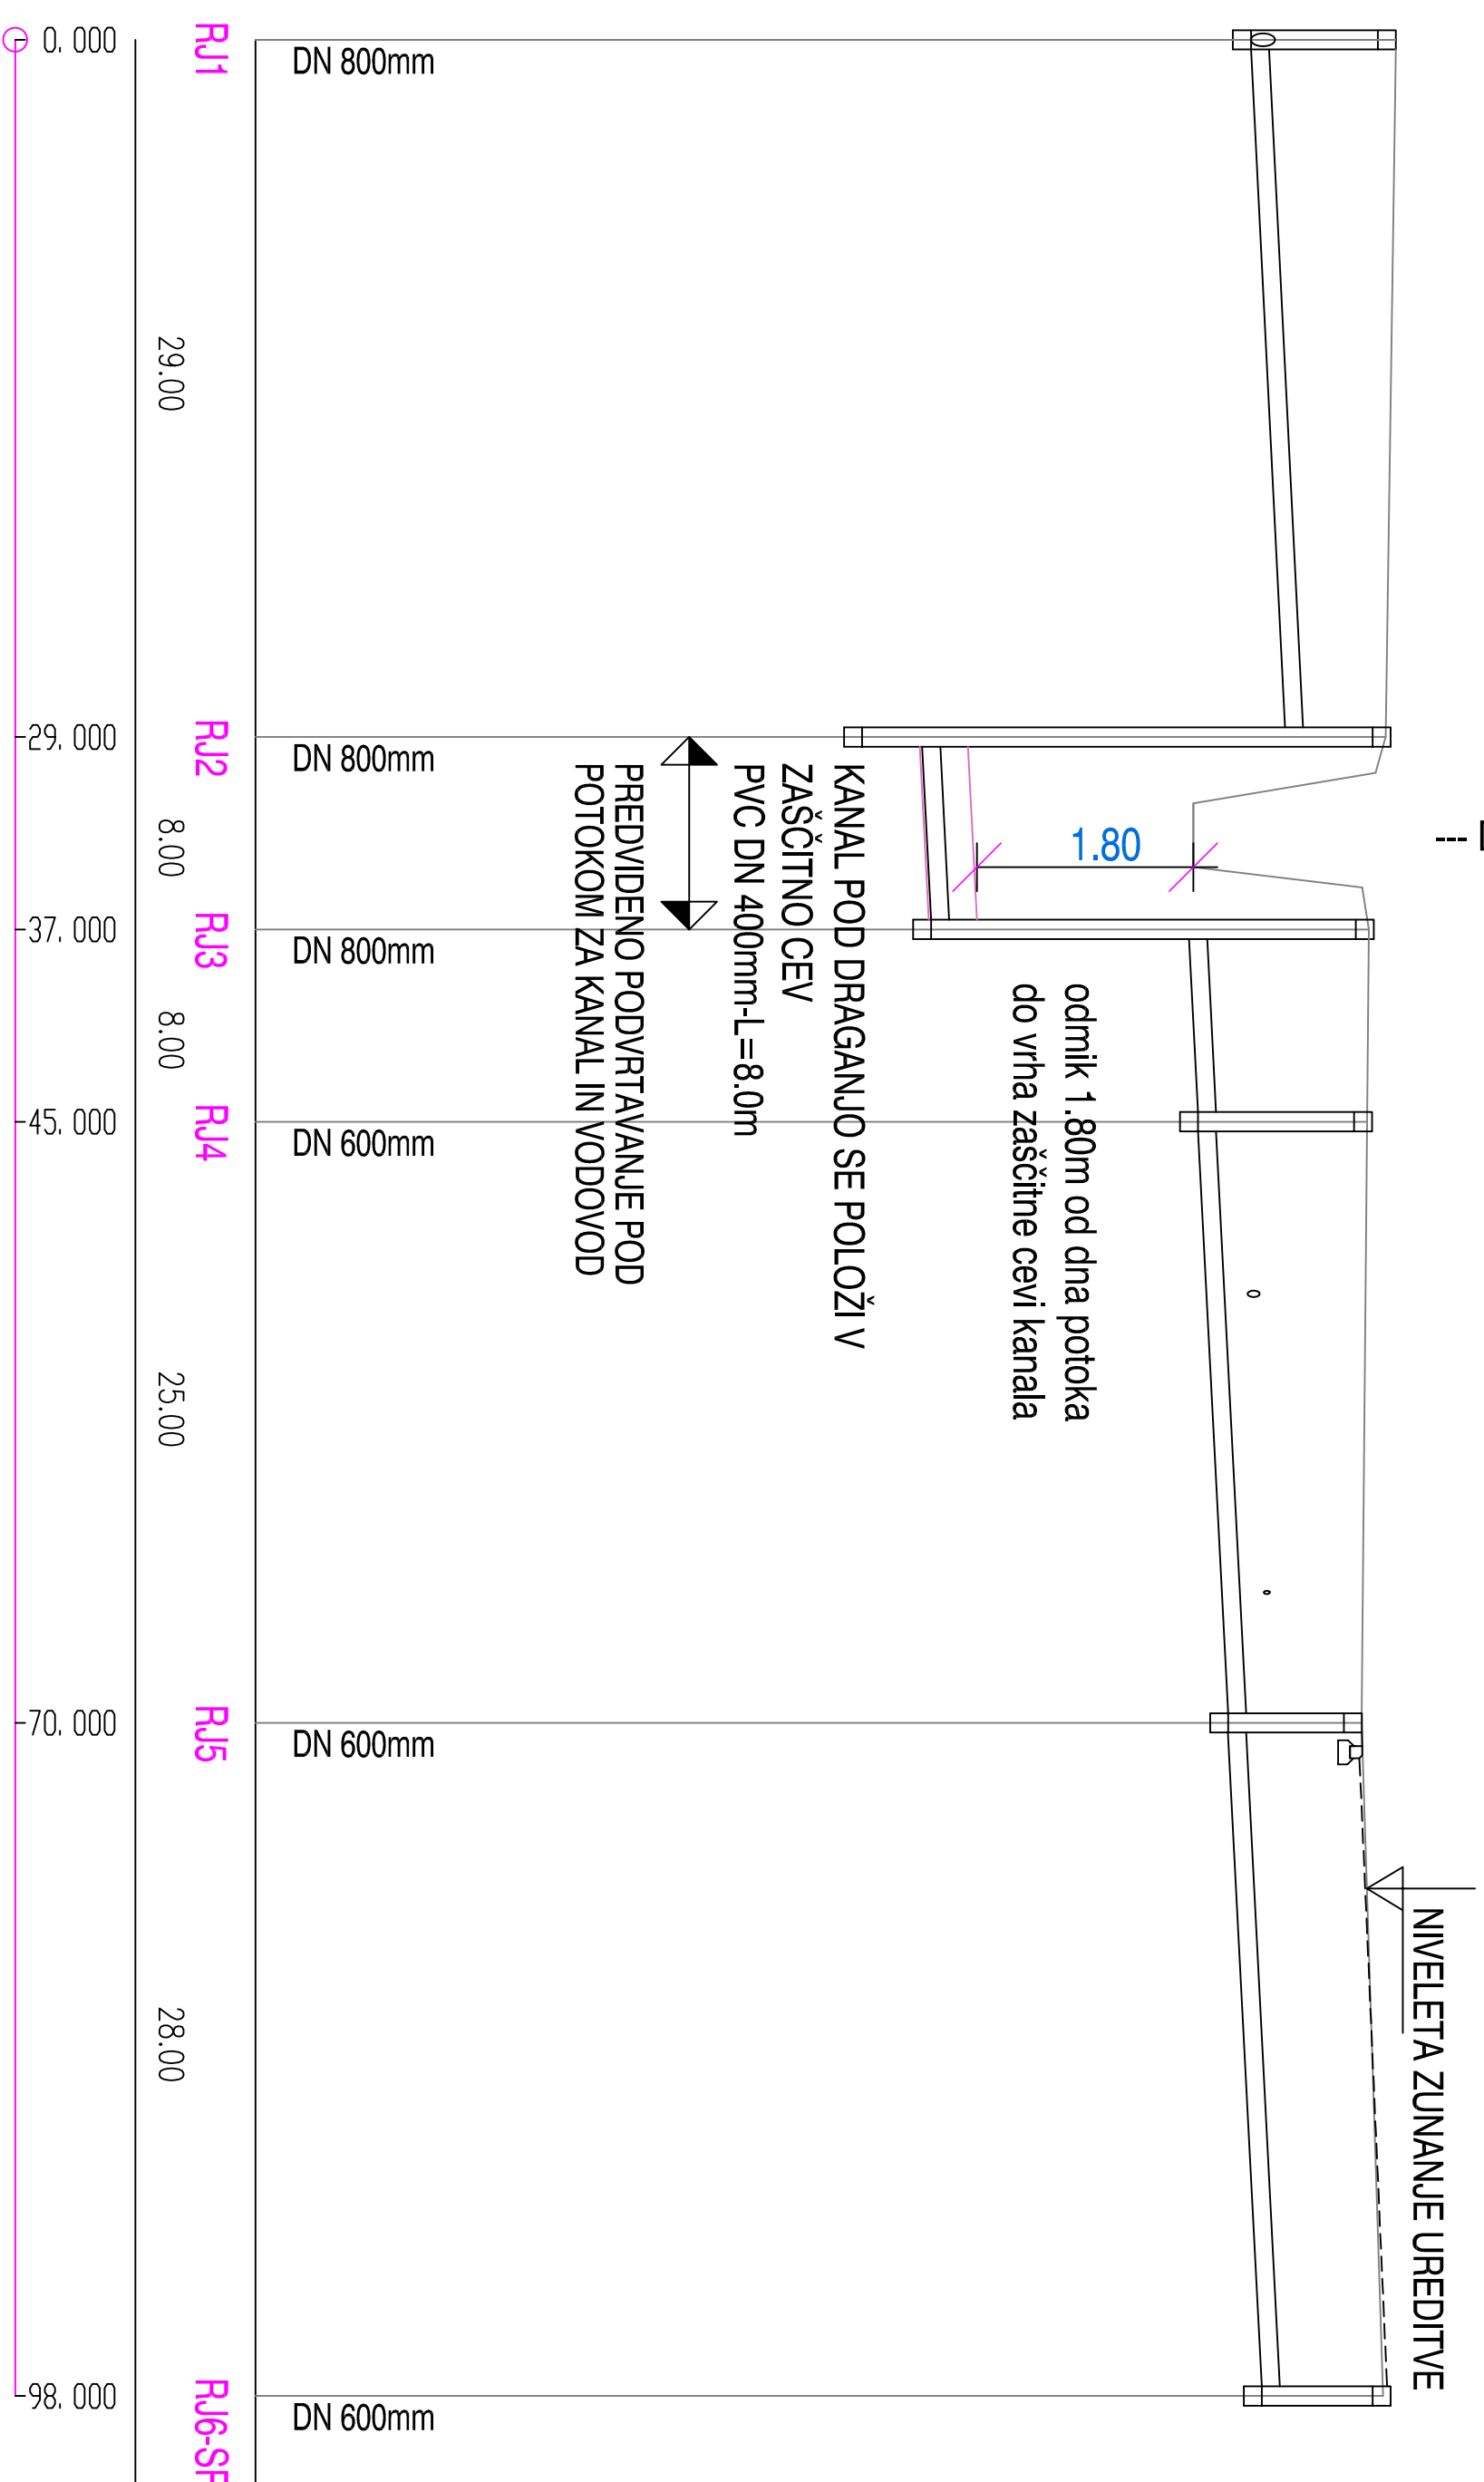 0.000
RJ1
DN 800mm
29.00
29.000
RJ2
DN 800mm
8.00
KANAL POD DRAGANJO SE POLOŽI V
ZAŠČITNO CEV
PVC DN 400mm-L=8.0m
PREDVIDENO PODVRTAVANJE POD
POTOKOM ZA KANAL IN VODOVOD
1.80
37.000
RJ3
DN 800mm
8.00
odmik 1.80m od dna potoka
do vrha zaščitne cevi kanala
45.000
RJ4
DN 600mm
25.00
70.000
RJ5
DN 600mm
28.00
NIVELETA ZUNANJE UREDITVE
98.000
RJ6-
DN 600mm